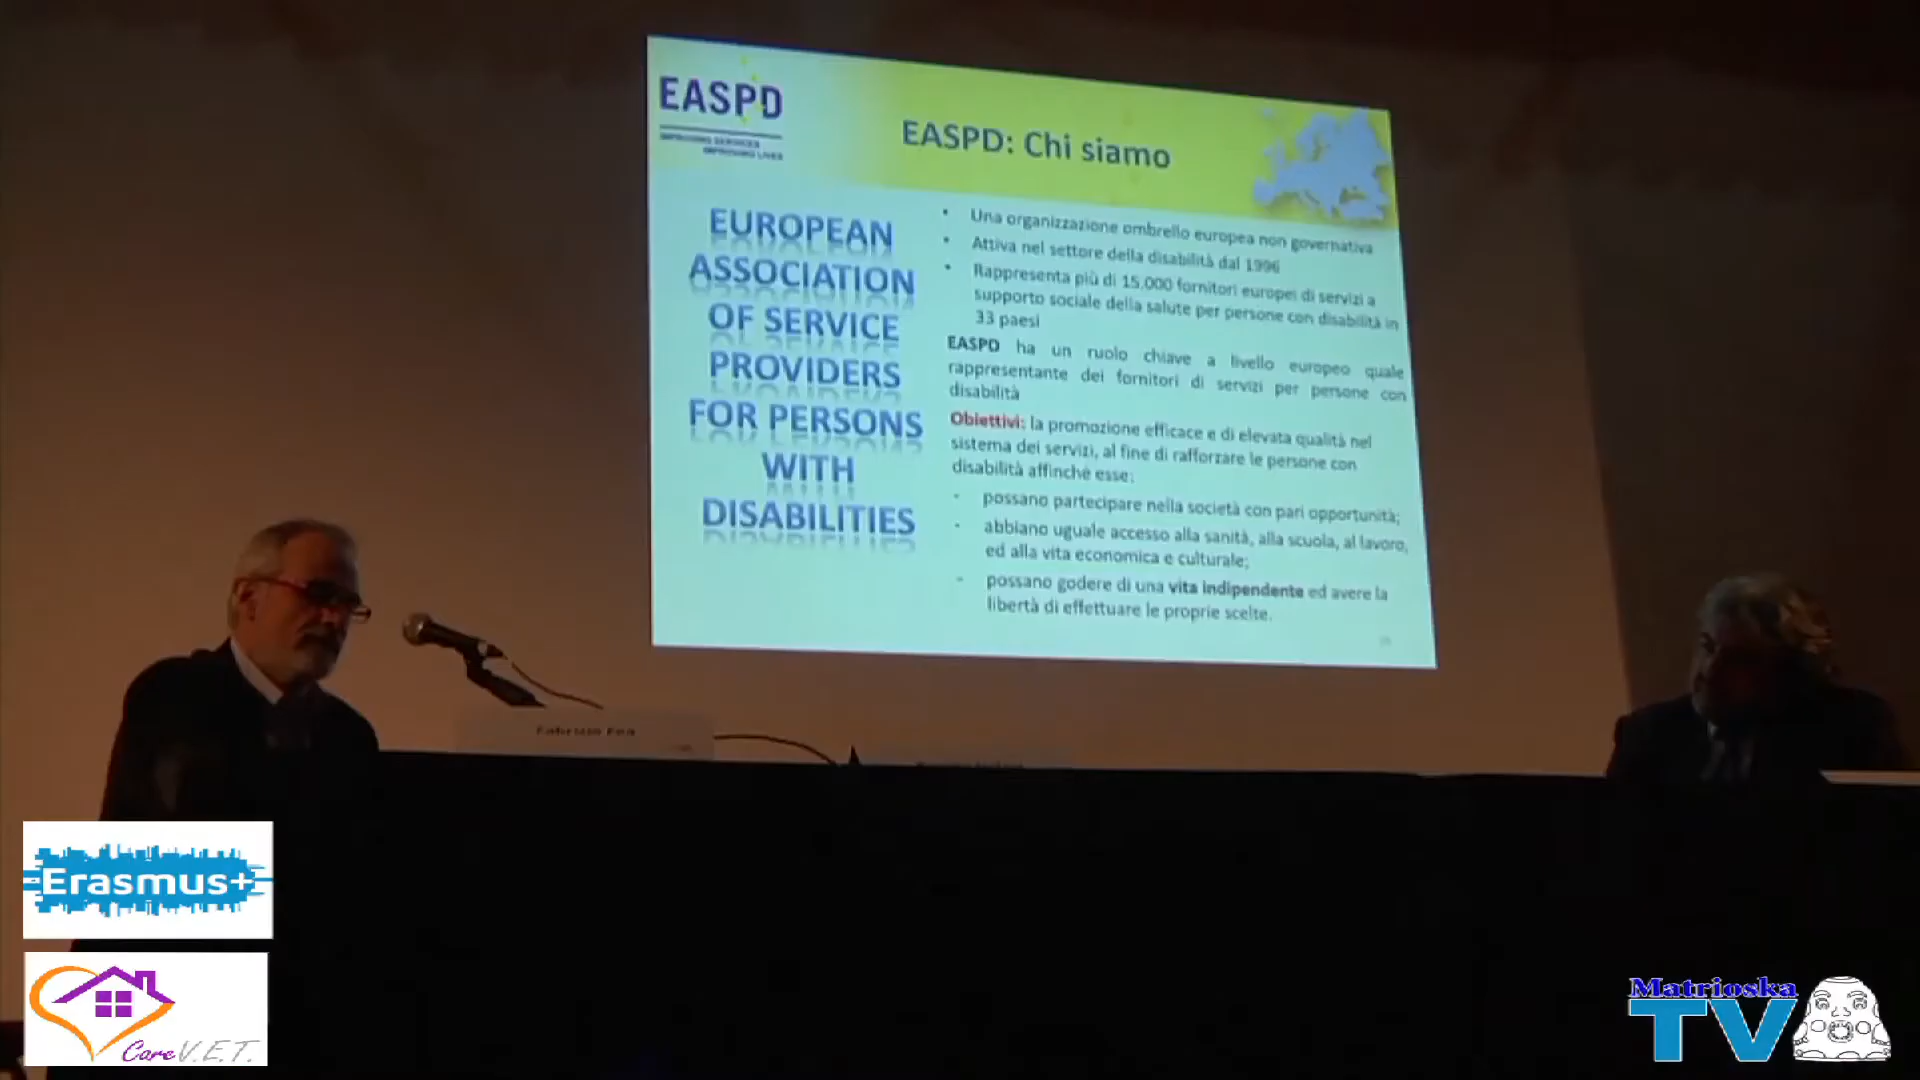 EASPD
IMPROVING SERVICES
IMPROVING LIVES
EASPD: Chi siamo
EUROPEAN
ASSOCIATION
OF SERVICE
PROVIDERS
FOR PERSONS
WITH
DISABILITIES
• Una organizzazione ombrello europea non governativa
• Attiva nel settore della disabilità dal 1996
• Rappresenta più di 15.000 fornitori europei di servizi a
supporto sociale della salute per persone con disabilità in
33 paesi
EASPD ha un ruolo chiave a livello europeo quale
rappresentante dei fornitori di servizi per persone con
disabilità
Obiettivi: la promozione efficace e di elevata qualità nel
sistema dei servizi, al fine di rafforzare le persone con
disabilità affinché esse:
- possano partecipare nella società con pari opportunità;
- abbiano uguale accesso alla sanità, alla scuola, al lavoro,
ed alla vita economica e culturale;
- possano godere di una vita indipendente ed avere la
libertà di effettuare le proprie scelte.
Fabrizio Fea
Erasmus+
Care V.E.T.
Matrioska
TV